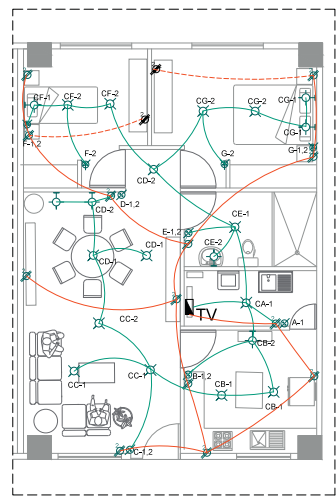 CF-1
CF-2
CF-2
CG-2
CG-2
CG-1
CG-1
F-1,2
F-2
G-2
G-1,2
CD-2
D-1,2
CD-2
CE-1
E-1,2
CD-1
CD-1
CE-2
CA-1
TV
A-1
CC-2
CB-2
CC-1
CC-1
B-1,2
CB-1
CB-1
C-1,2